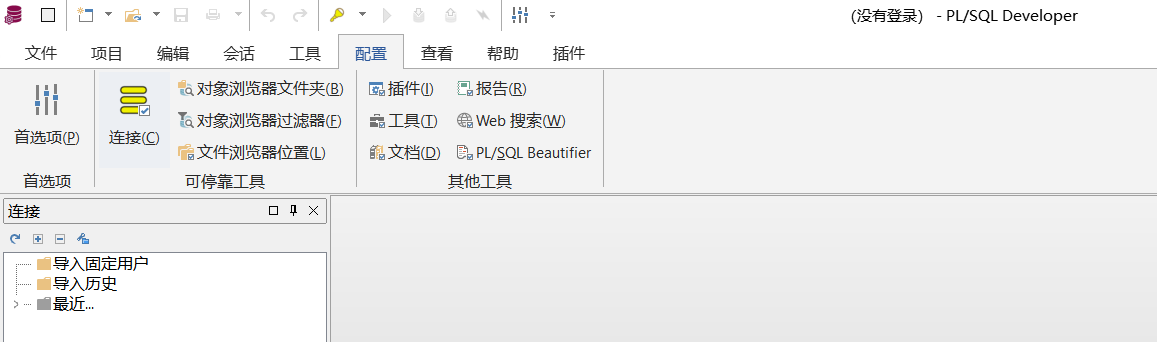 (没有登录) - PL/SQL Developer
文件 项目 编辑 会话 工具 配置 查看 帮助 插件
首选项(P)
连接(C)
对象浏览器文件夹(B)
对象浏览器过滤器(F)
文件浏览器位置(L)
插件(I) 报告(R)
工具(T) Web 搜索(W)
文档(D) PL/SQL Beautifier
首选项 可停靠工具 其他工具
连接
导入固定用户
导入历史
最近...